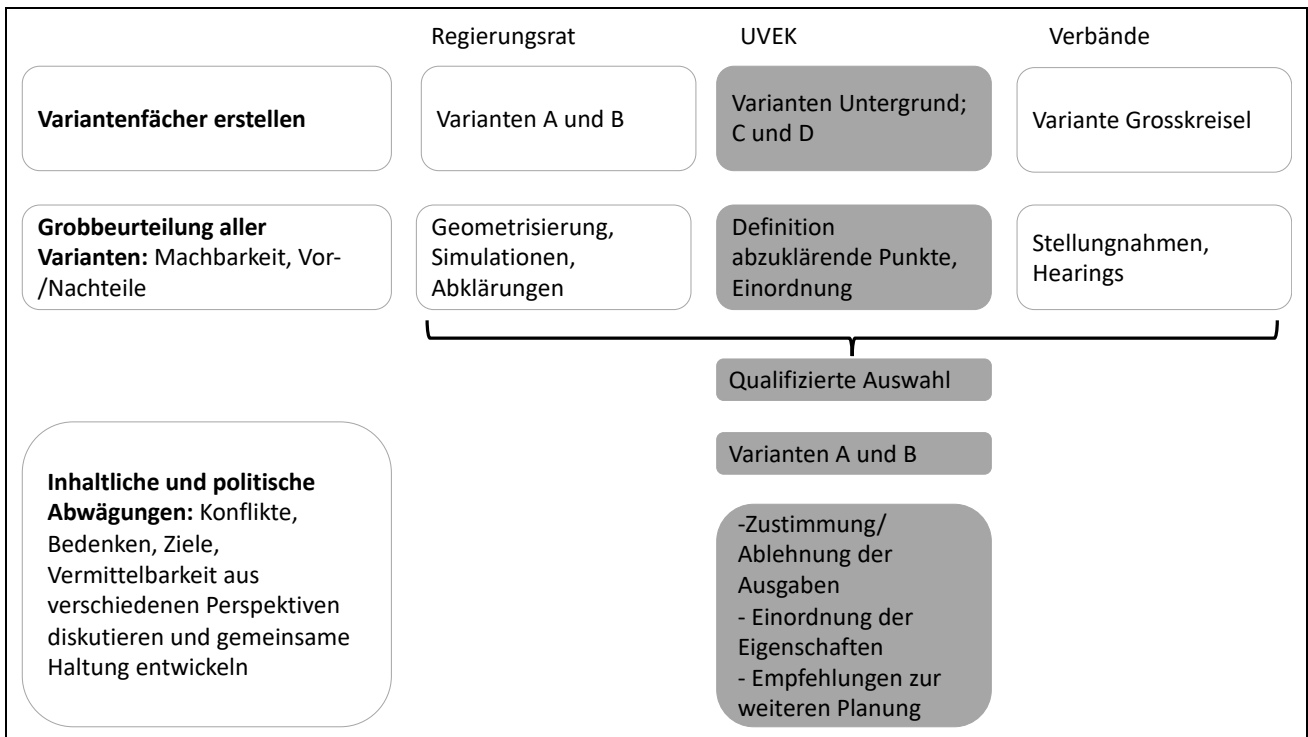 Regierungsrat
UVEK
Verbände
Variantenfächer erstellen
Varianten A und B
Varianten Untergrund;
C und D
Variante Grosskreisel
Grobbeurteilung aller
Varianten: Machbarkeit, Vor-
/Nachteile
Geometrisierung,
Simulationen,
Abklärungen
Definition
abzuklärende Punkte,
Einordnung
Stellungnahmen,
Hearings
Qualifizierte Auswahl
Varianten A und B
Inhaltliche und politische
Abwägungen: Konflikte,
Bedenken, Ziele,
Vermittelbarkeit aus
verschiedenen Perspektiven
diskutieren und gemeinsame
Haltung entwickeln
-Zustimmung/
Ablehnung der
Ausgaben
- Einordnung der
Eigenschaften
- Empfehlungen zur
weiteren Planung